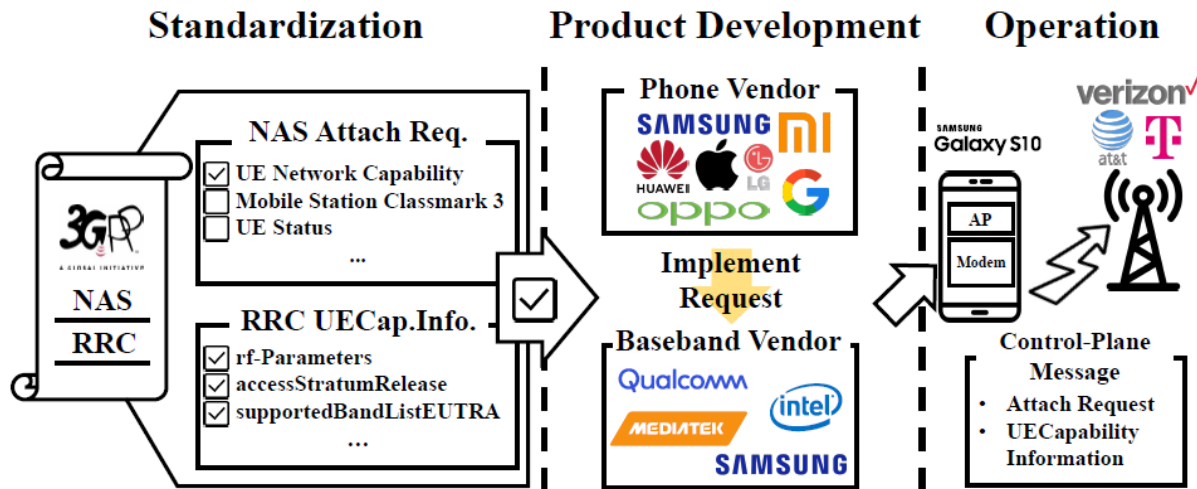 Standardization
Product Development
Operation
3GPP
A GLOBAL INITIATIVE
NAS
RRC
NAS Attach Req.
UE Network Capability
Mobile Station Classmark 3
UE Status
...
RRC UECap.Info.
rf-Parameters
accessStratumRelease
supportedBandListEUTRA
...
Phone Vendor
SAMSUNG
MI
HUAWEI
LG
G
oppo
Implement
Request
Baseband Vendor
Qualcomm
intel
MEDIATEK
SAMSUNG
verizon
SAMSUNG
Galaxy S10
at&t
T
AP
Modem
Control-Plane
Message
• Attach Request
• UECapability
Information